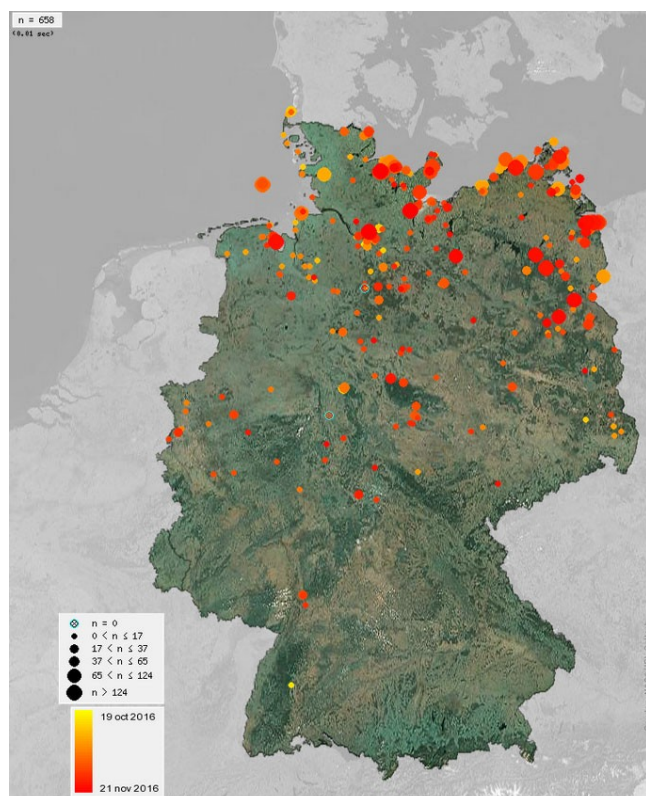 n = 658
(0.01 sec)
n = 0
0 < n ≤ 17
17 < n ≤ 37
37 < n ≤ 65
65 < n ≤ 124
n > 124
19 oct 2016
21 nov 2016